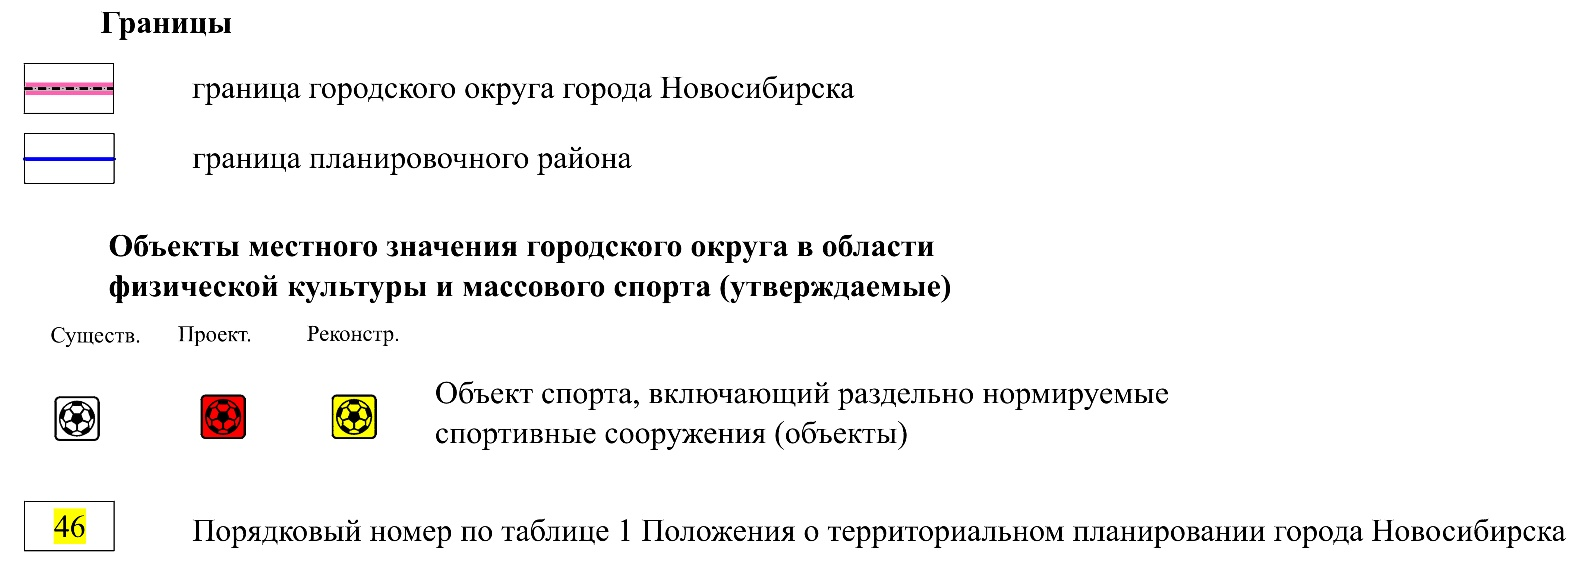 Границы
граница городского округа города Новосибирска
граница планировочного района
Объекты местного значения городского округа в области
физической культуры и массового спорта (утверждаемые)
Существ. Проект. Реконстр.
Объект спорта, включающий раздельно нормируемые
спортивные сооружения (объекты)
46 Порядковый номер по таблице 1 Положения о территориальном планировании города Новосибирска